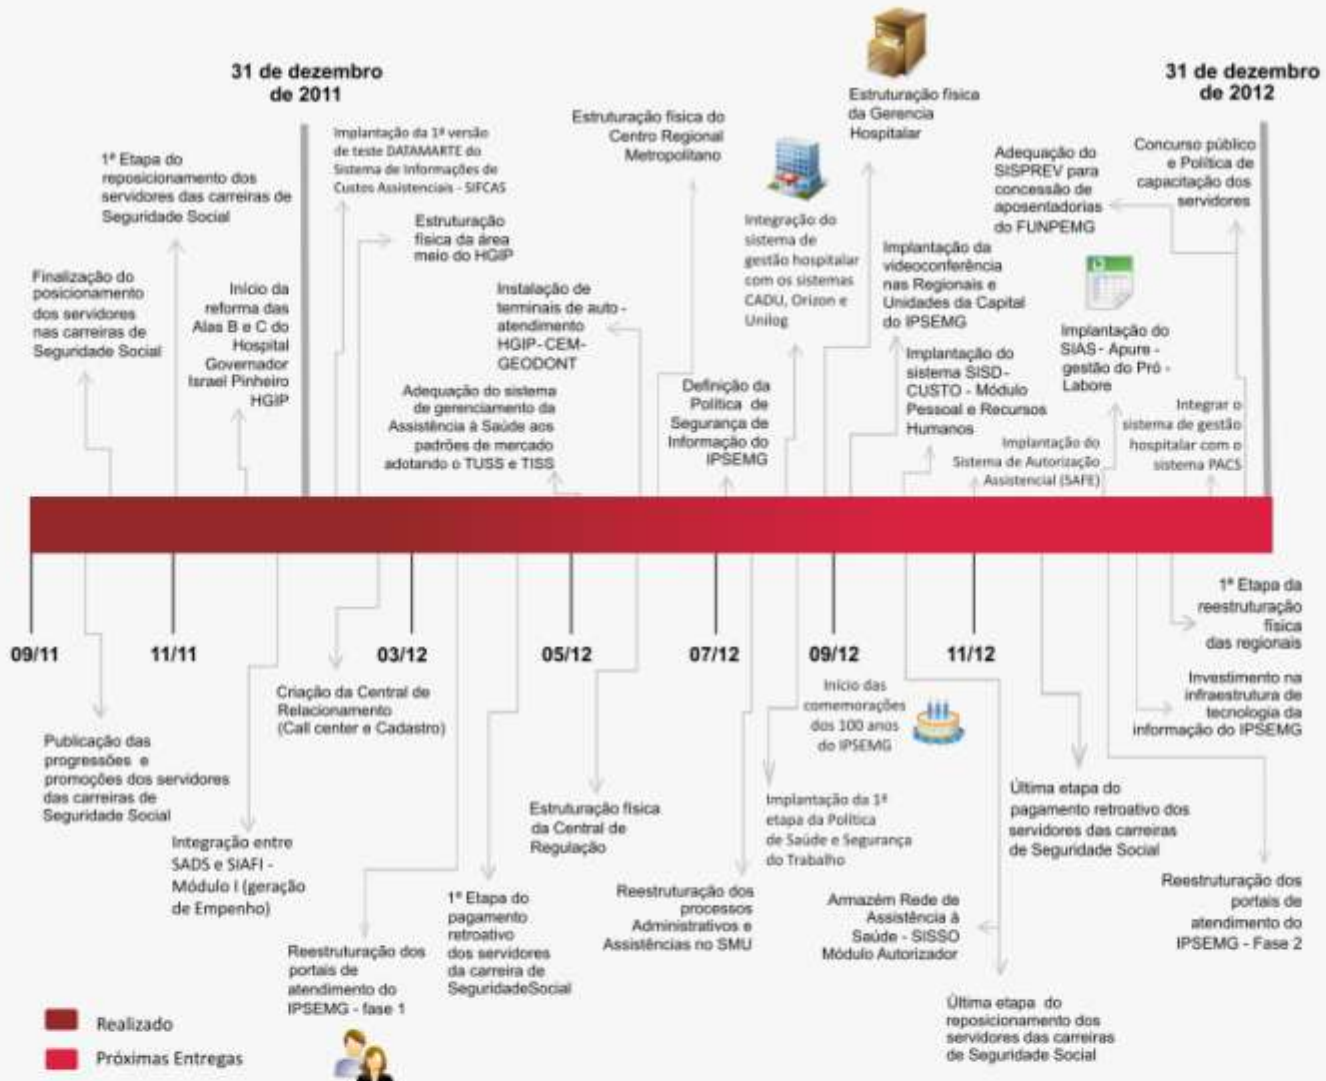 31 de dezembro
de 2011
1ª Etapa do
reposicionamento dos
servidores das carreiras de
Seguridade Social
Finalização do
posicionamento
dos servidores
nas carreiras de
Seguridade Social
Início da
reforma das
Alas B e C do
Hospital
Governador
Israel Pinheiro
HGIP
Implantação da 1ª versão
de teste DATAMARTE do
Sistema de Informações de
Custos Assistenciais - SIFCAS
Estruturação
física da área
meio do HGIP
Instalação de
terminais de auto -
atendimento
HGIP-CEM-
GEODONT
Adequação do sistema
de gerenciamento da
Assistência à Saúde aos
padrões de mercado
adotando o TUSS e TISS
Estruturação física do
Centro Regional
Metropolitano
Definição da
Política de
Segurança de
Informação do
IPSEMG
Integração do
sistema de
gestão hospitalar
com os sistemas
CADU, Orizon e
Unilog
Estruturação física
da Gerencia
Hospitalar
Implantação da
videoconferência
nas Regionais e
Unidades da Capital
do IPSEMG
Implantação do
sistema SISD-
CUSTO - Módulo
Pessoal e Recursos
Humanos
Implantação do
Sistema de Autorização
Assistencial (SAFE)
Adequação do
SISPREV para
concessão de
aposentadorias
do FUNPEMG
Implantação do
SIAS - Apure -
gestão do Pró -
Labore
Integrar o
sistema de gestão
hospitalar com o
sistema PACS
Concurso público
e Política de
capacitação dos
servidores
31 de dezembro
de 2012
09/11
11/11
03/12
05/12
07/12
09/12
11/12
Publicação das
progressões e
promoções dos servidores
das carreiras de
Seguridade Social
Integração entre
SADS e SIAFI -
Módulo I (geração
de Empenho)
Criação da Central de
Relacionamento
(Call center e Cadastro)
Reestruturação dos
portais de
atendimento do
IPSEMG - fase 1
1ª Etapa do
pagamento
retroativo
dos servidores
da carreira de
SeguridadeSocial
Estruturação física
da Central de
Regulação
Reestruturação dos
processos
Administrativos e
Assistências no SMU
Início das
comemorações
dos 100 anos
do IPSEMG
Implantação da 1ª
etapa da Política
de Saúde e Segurança
do Trabalho
Armazém Rede de
Assistência à
Saúde - SISSO
Módulo Autorizador
Última etapa do
reposicionamento dos
servidores das carreiras
de Seguridade Social
Última etapa do
pagamento retroativo dos
servidores das carreiras
de Seguridade Social
1ª Etapa da
reestruturação
física
das regionais
Investimento na
infraestrutura de
tecnologia da
informação do IPSEMG
Reestruturação dos
portais de
atendimento do
IPSEMG - Fase 2
Realizado
Próximas Entregas